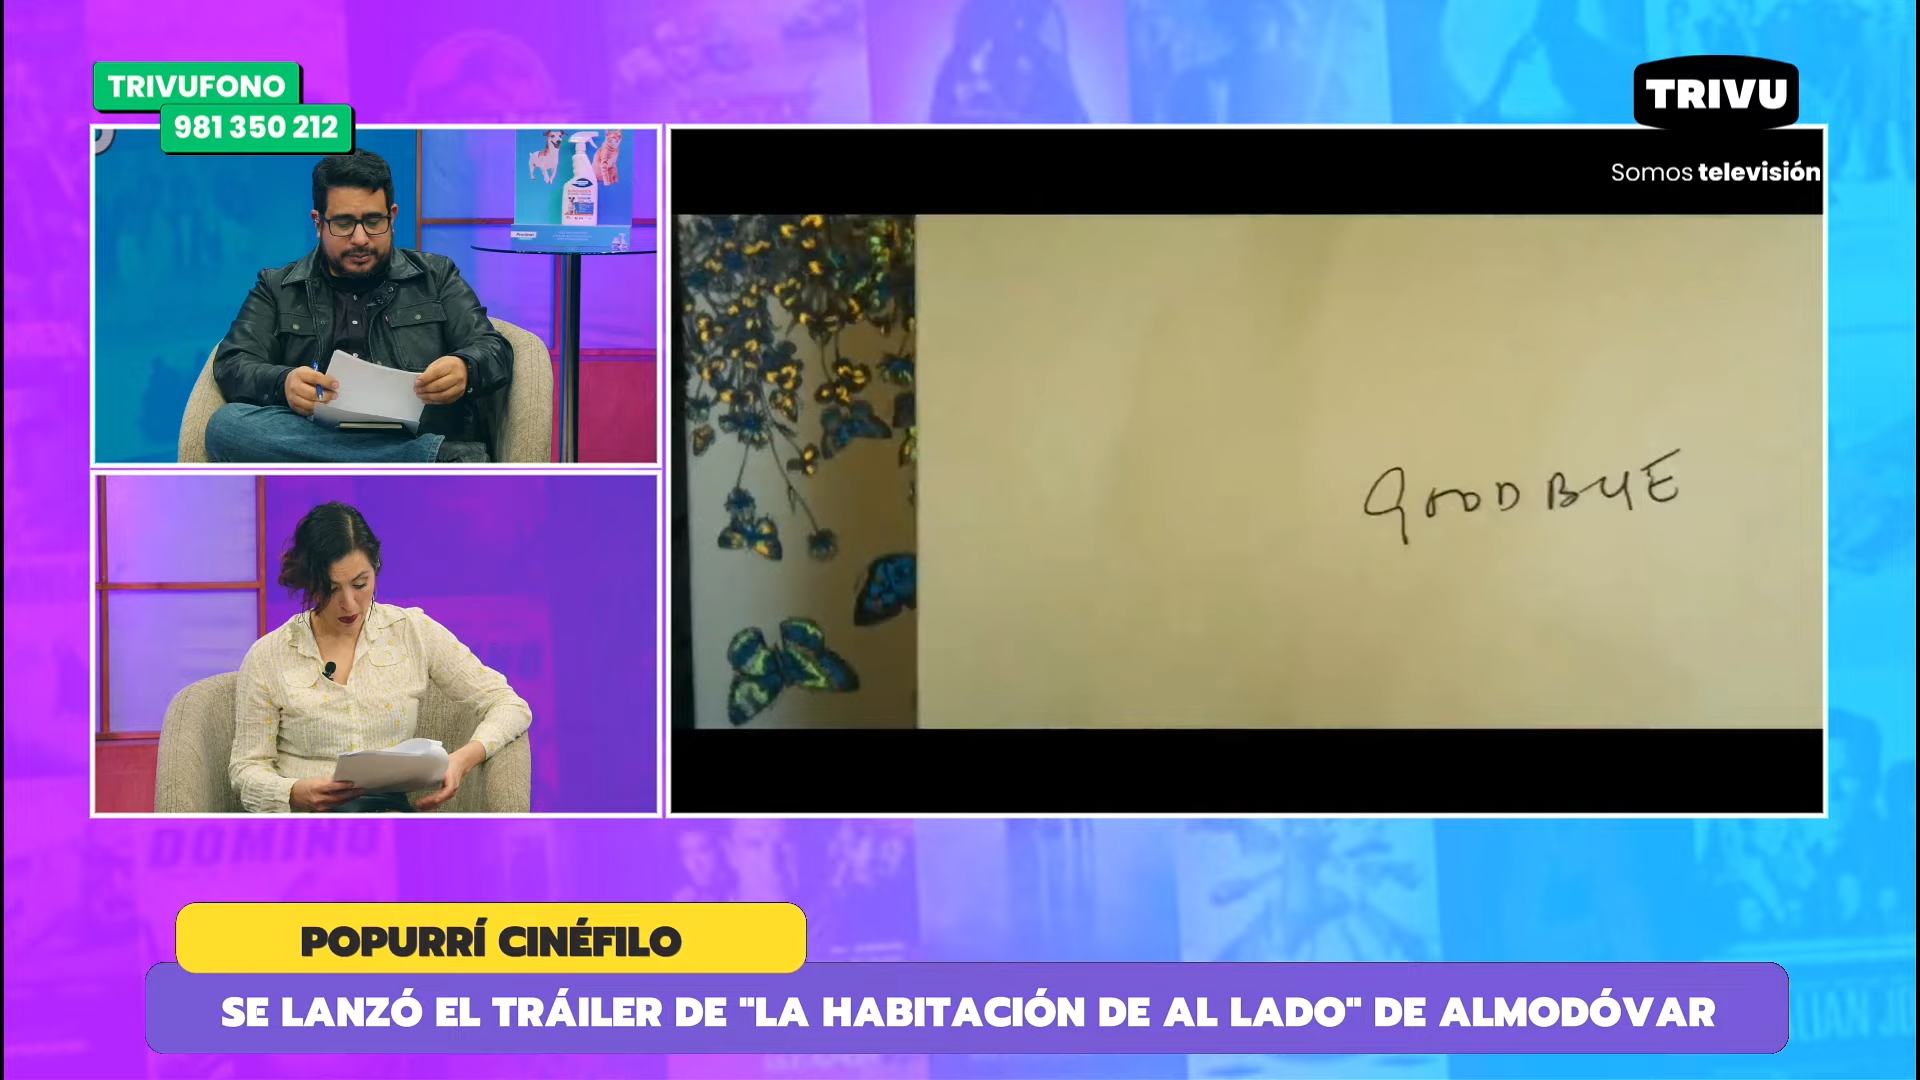 TRIVUFONO
981 350 212
TRIVU
Somos televisión
GOODBYE
DOMINO
POPURRÍ CINÉFILO
SE LANZÓ EL TRÁILER DE "LA HABITACIÓN DE AL LADO" DE ALMODÓVAR